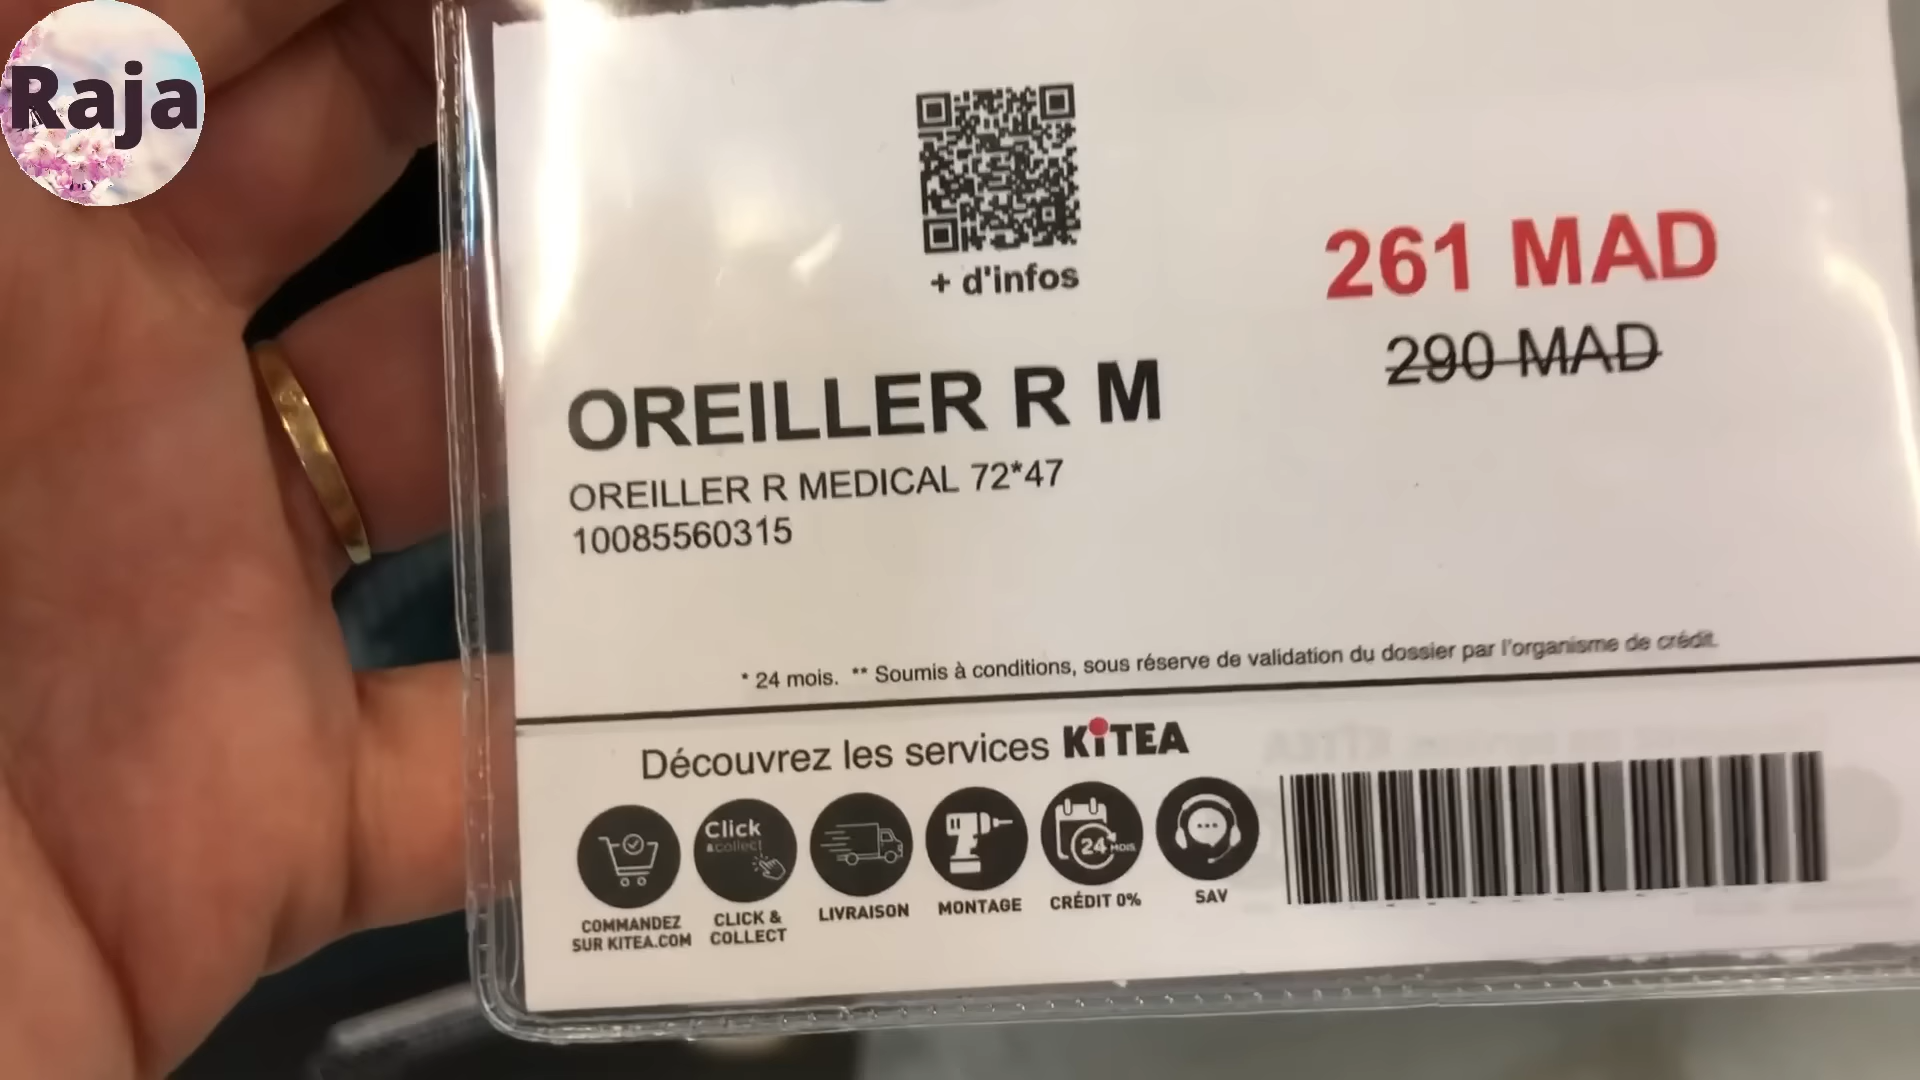 Raja
+ d'infos
261 MAD
290 MAD
OREILLER R M
OREILLER R MEDICAL 72*47
10085560315
* 24 mois. ** Soumis à conditions, sous réserve de validation du dossier par l'organisme de crédit.
Découvrez les services KiTEA
Click
&collect
24 MOIS
COMMANDEZ
SUR KITEA.COM
CLICK &
COLLECT
LIVRAISON
MONTAGE
CRÉDIT 0%
SAV